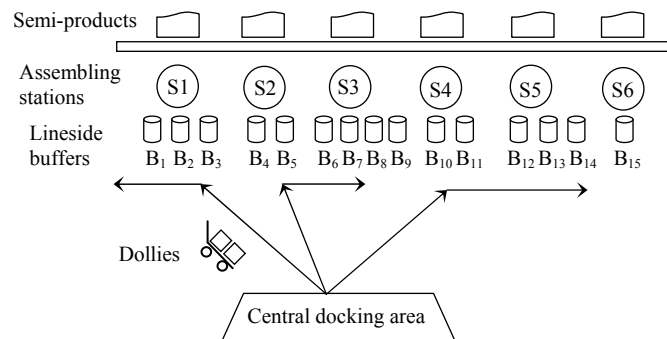 Semi-products
Assembling
stations
S1 S2 S3 S4 S5 S6
Lineside
buffers
B₁ B₂ B₃ B₄ B₅ B₆ B₇ B₈ B₉ B₁₀ B₁₁ B₁₂ B₁₃ B₁₄ B₁₅
Dollies
Central docking area